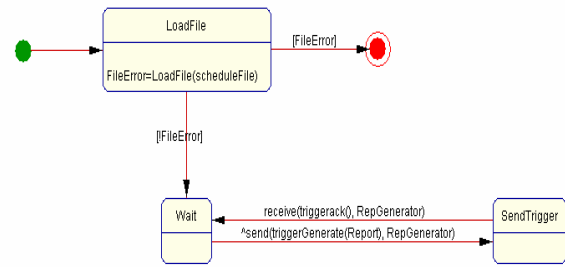 LoadFile
[FileError]
FileError=LoadFile(scheduleFile)
[!FileError]
Wait
receive(triggerack(), RepGenerator)
SendTrigger
^send(triggerGenerate(Report), RepGenerator)